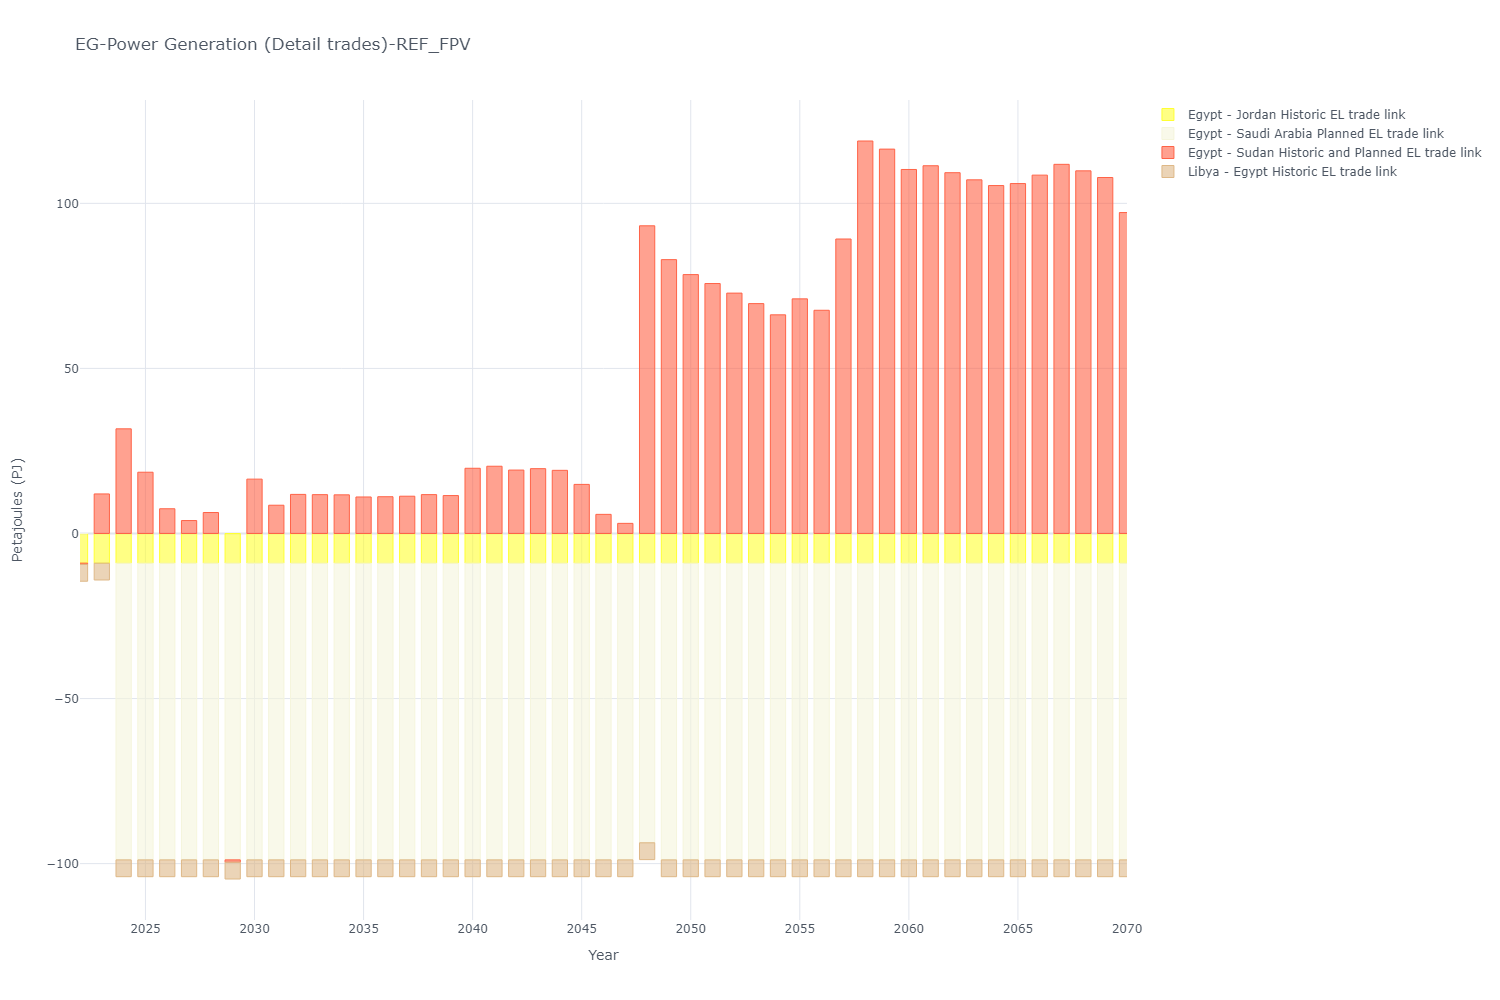 EG-Power Generation (Detail trades)-REF_FPV
Egypt - Jordan Historic EL trade link
Egypt - Saudi Arabia Planned EL trade link
Egypt - Sudan Historic and Planned EL trade link
Libya - Egypt Historic EL trade link
Petajoules (PJ)
100
50
0
−50
−100
2025
2030
2035
2040
2045
2050
2055
2060
2065
2070
Year